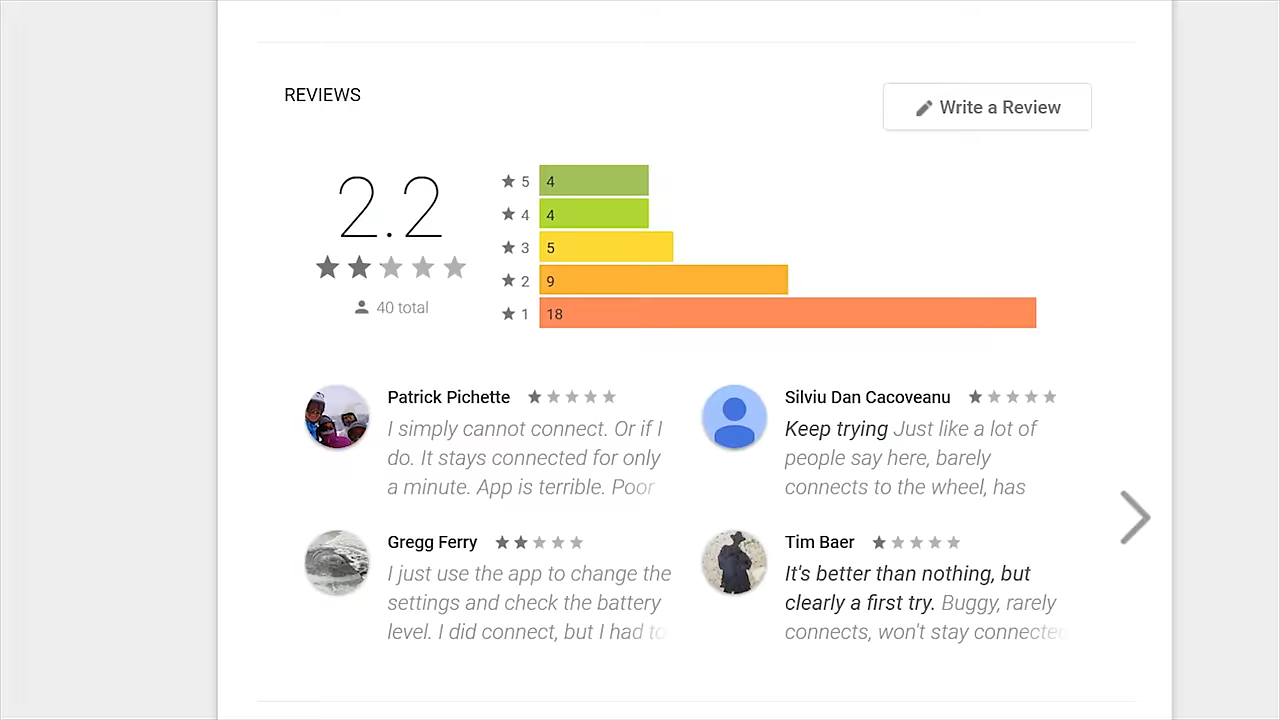 REVIEWS
Write a Review
2.2
40 total
5 4
4 4
3 5
2 9
1 18
Patrick Pichette
I simply cannot connect. Or if I
do. It stays connected for only
a minute. App is terrible. Poor
Silviu Dan Cacoveanu
Keep trying Just like a lot of
people say here, barely
connects to the wheel, has
Gregg Ferry
I just use the app to change the
settings and check the battery
level. I did connect, but I had to
Tim Baer
It's better than nothing, but
clearly a first try. Buggy, rarely
connects, won't stay connected